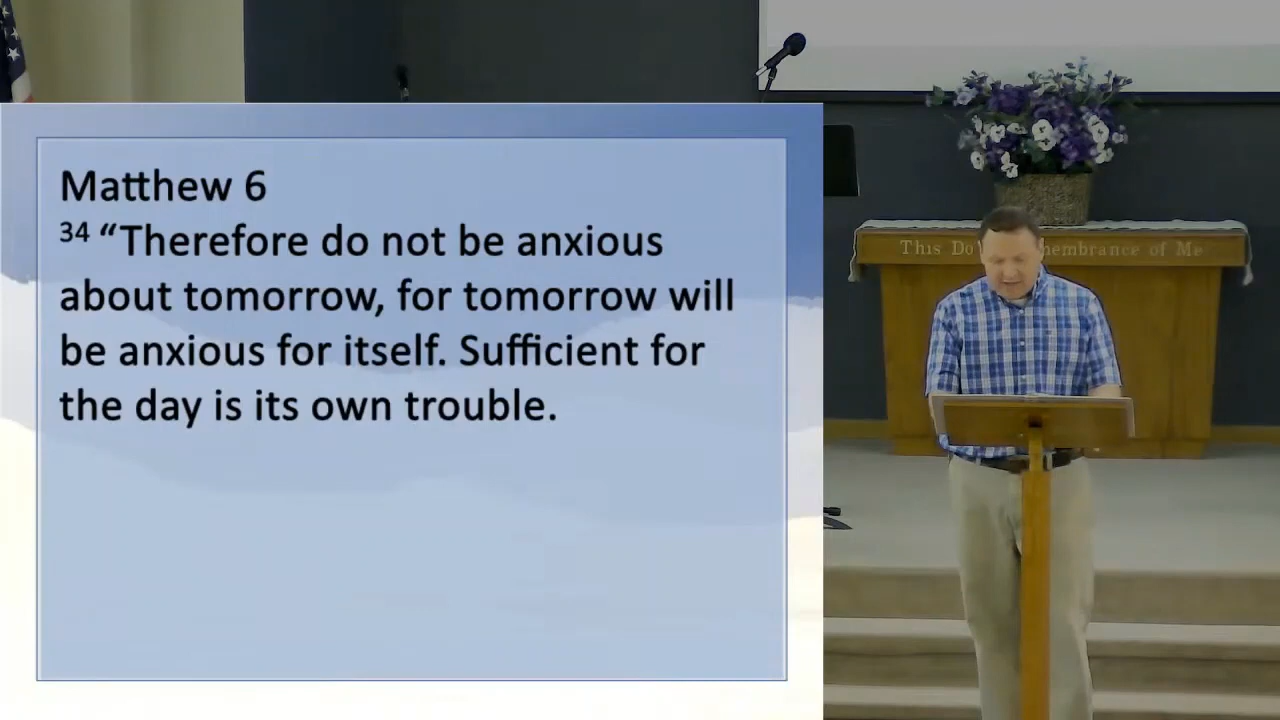 Matthew 6
34 “Therefore do not be anxious
about tomorrow, for tomorrow will
be anxious for itself. Sufficient for
the day is its own trouble.
This Do membrance of Me